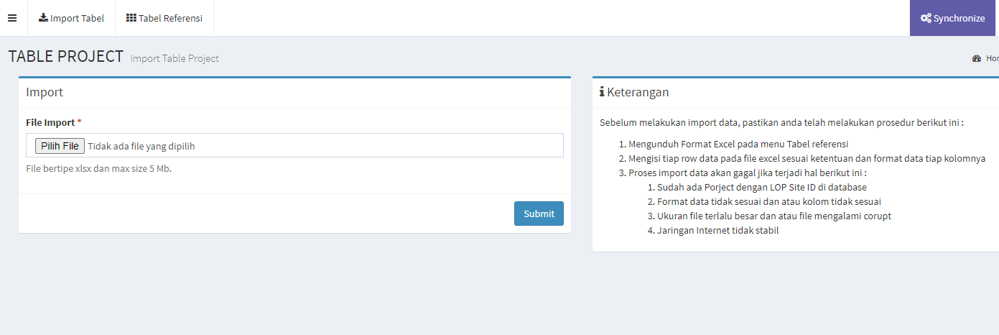 Import Tabel
Tabel Referensi
Synchronize
TABLE PROJECT Import Table Project
Import
File Import *
Pilih File Tidak ada file yang dipilih
File bertipe xlsx dan max size 5 Mb.
Submit
Keterangan
Sebelum melakukan import data, pastikan anda telah melakukan prosedur berikut ini :
1. Mengunduh Format Excel pada menu Tabel referensi
2. Mengisi tiap row data pada file excel sesuai ketentuan dan format data tiap kolomnya
3. Proses import data akan gagal jika terjadi hal berikut ini :
1. Sudah ada Porject dengan LOP Site ID di database
2. Format data tidak sesuai dan atau kolom tidak sesuai
3. Ukuran file terlalu besar dan atau file mengalami corupt
4. Jaringan Internet tidak stabil